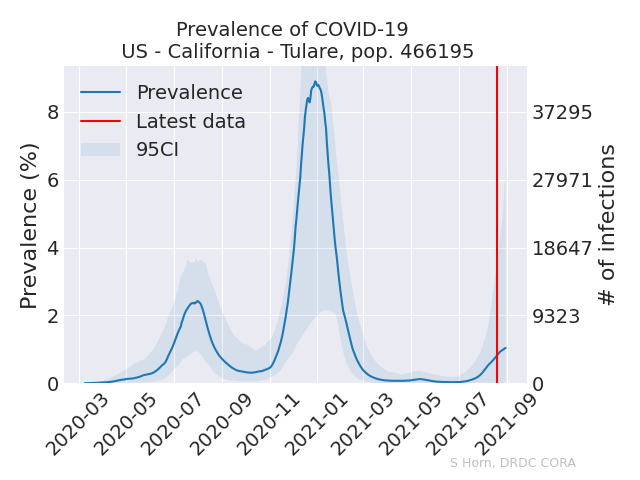 Prevalence of COVID-19
US - California - Tulare, pop. 466195
Prevalence
Latest data
95CI
Prevalence (%)
8
6
4
2
0
37295
27971
18647
9323
0
# of infections
2020-03
2020-05
2020-07
2020-09
2020-11
2021-01
2021-03
2021-05
2021-07
2021-09
S Horn, DRDC CORA